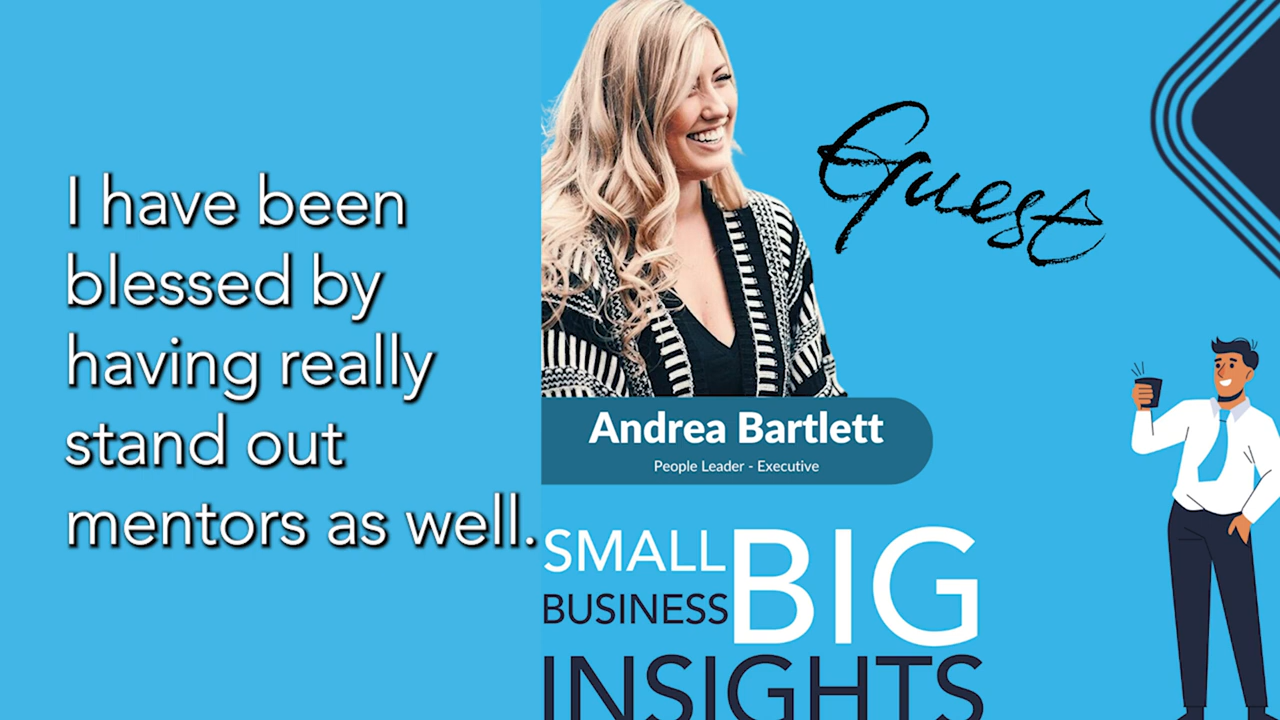 I have been
blessed by
having really
stand out
mentors as well.
Guest
Andrea Bartlett
People Leader - Executive
SMALL
BUSINESS
BIG
INSIGHTS